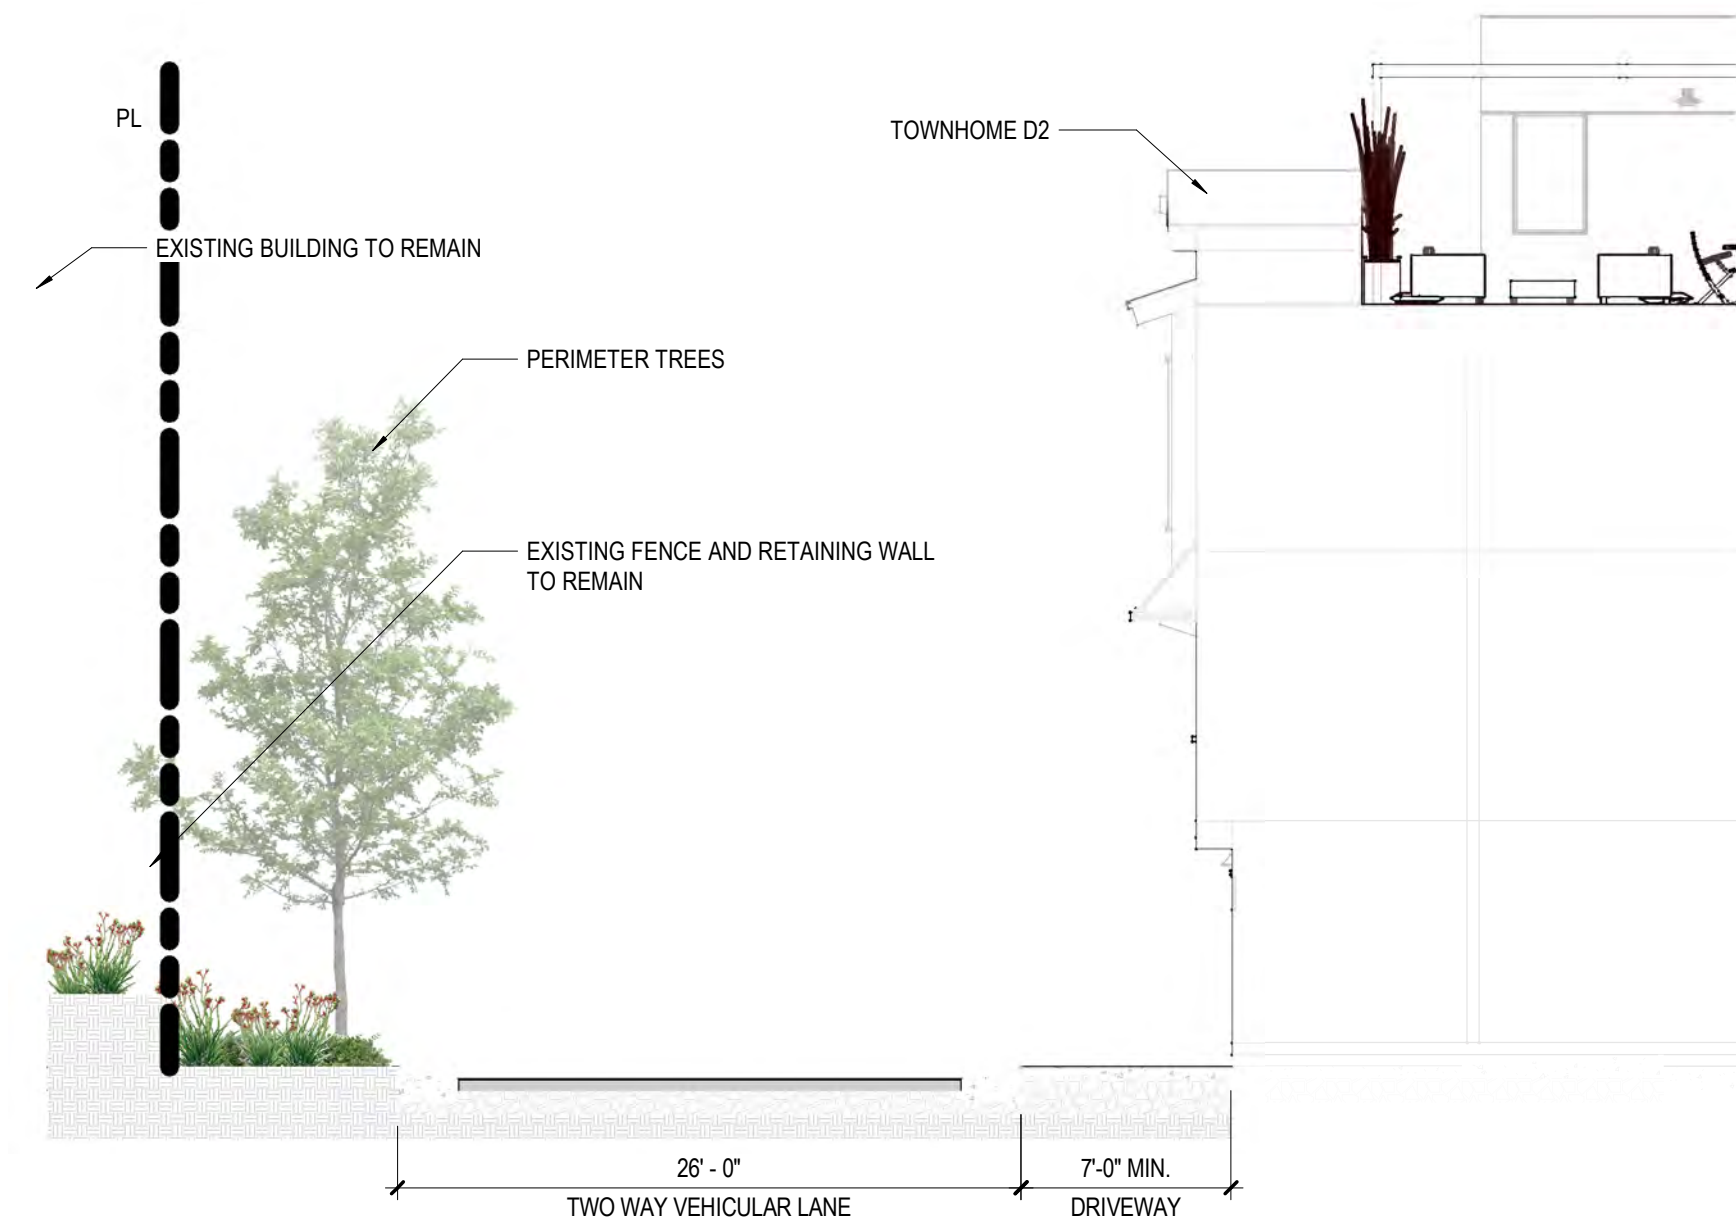 PL
TOWNHOME D2
EXISTING BUILDING TO REMAIN
PERIMETER TREES
EXISTING FENCE AND RETAINING WALL
TO REMAIN
26' - 0"
7'-0" MIN.
TWO WAY VEHICULAR LANE
DRIVEWAY